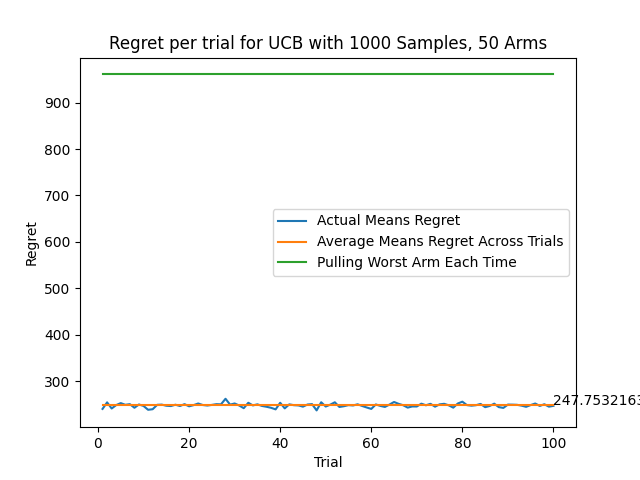 Regret per trial for UCB with 1000 Samples, 50 Arms
Regret
900
800
700
600
500
400
300
Actual Means Regret
Average Means Regret Across Trials
Pulling Worst Arm Each Time
247.7532163
0 20 40 60 80 100
Trial